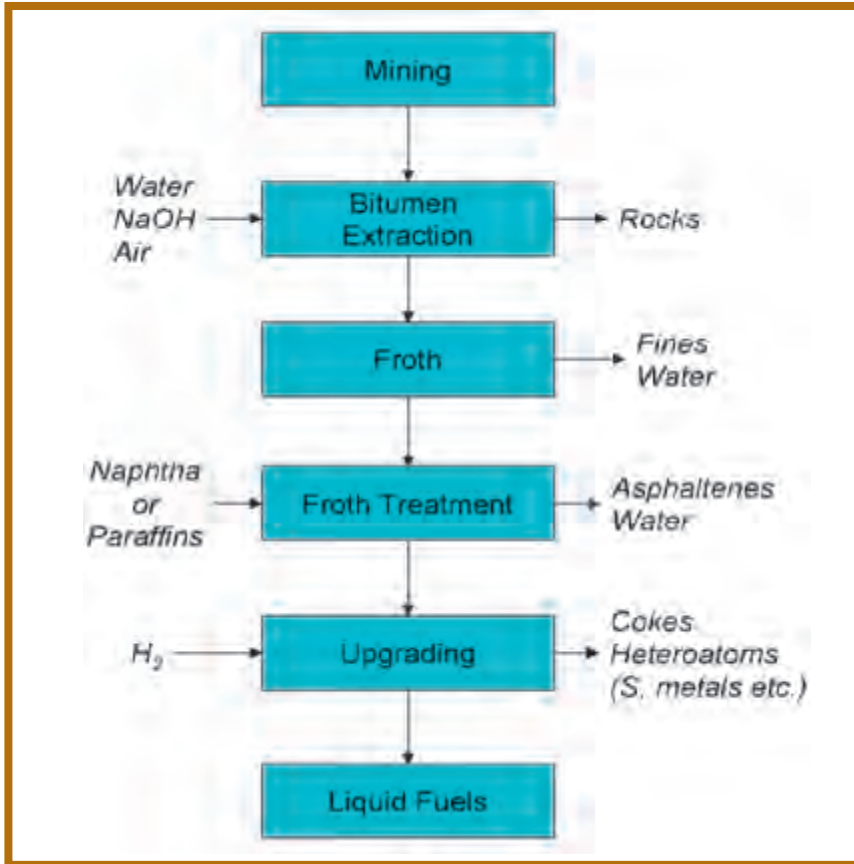 Mining
Water
NaOH
Air
Bitumen
Extraction
Rocks
Froth
Fines
Water
Naphtha
or
Paraffins
Froth Treatment
Asphaltenes
Water
H₂
Upgrading
Cokes
Heteroatoms
(S, metals etc.)
Liquid Fuels